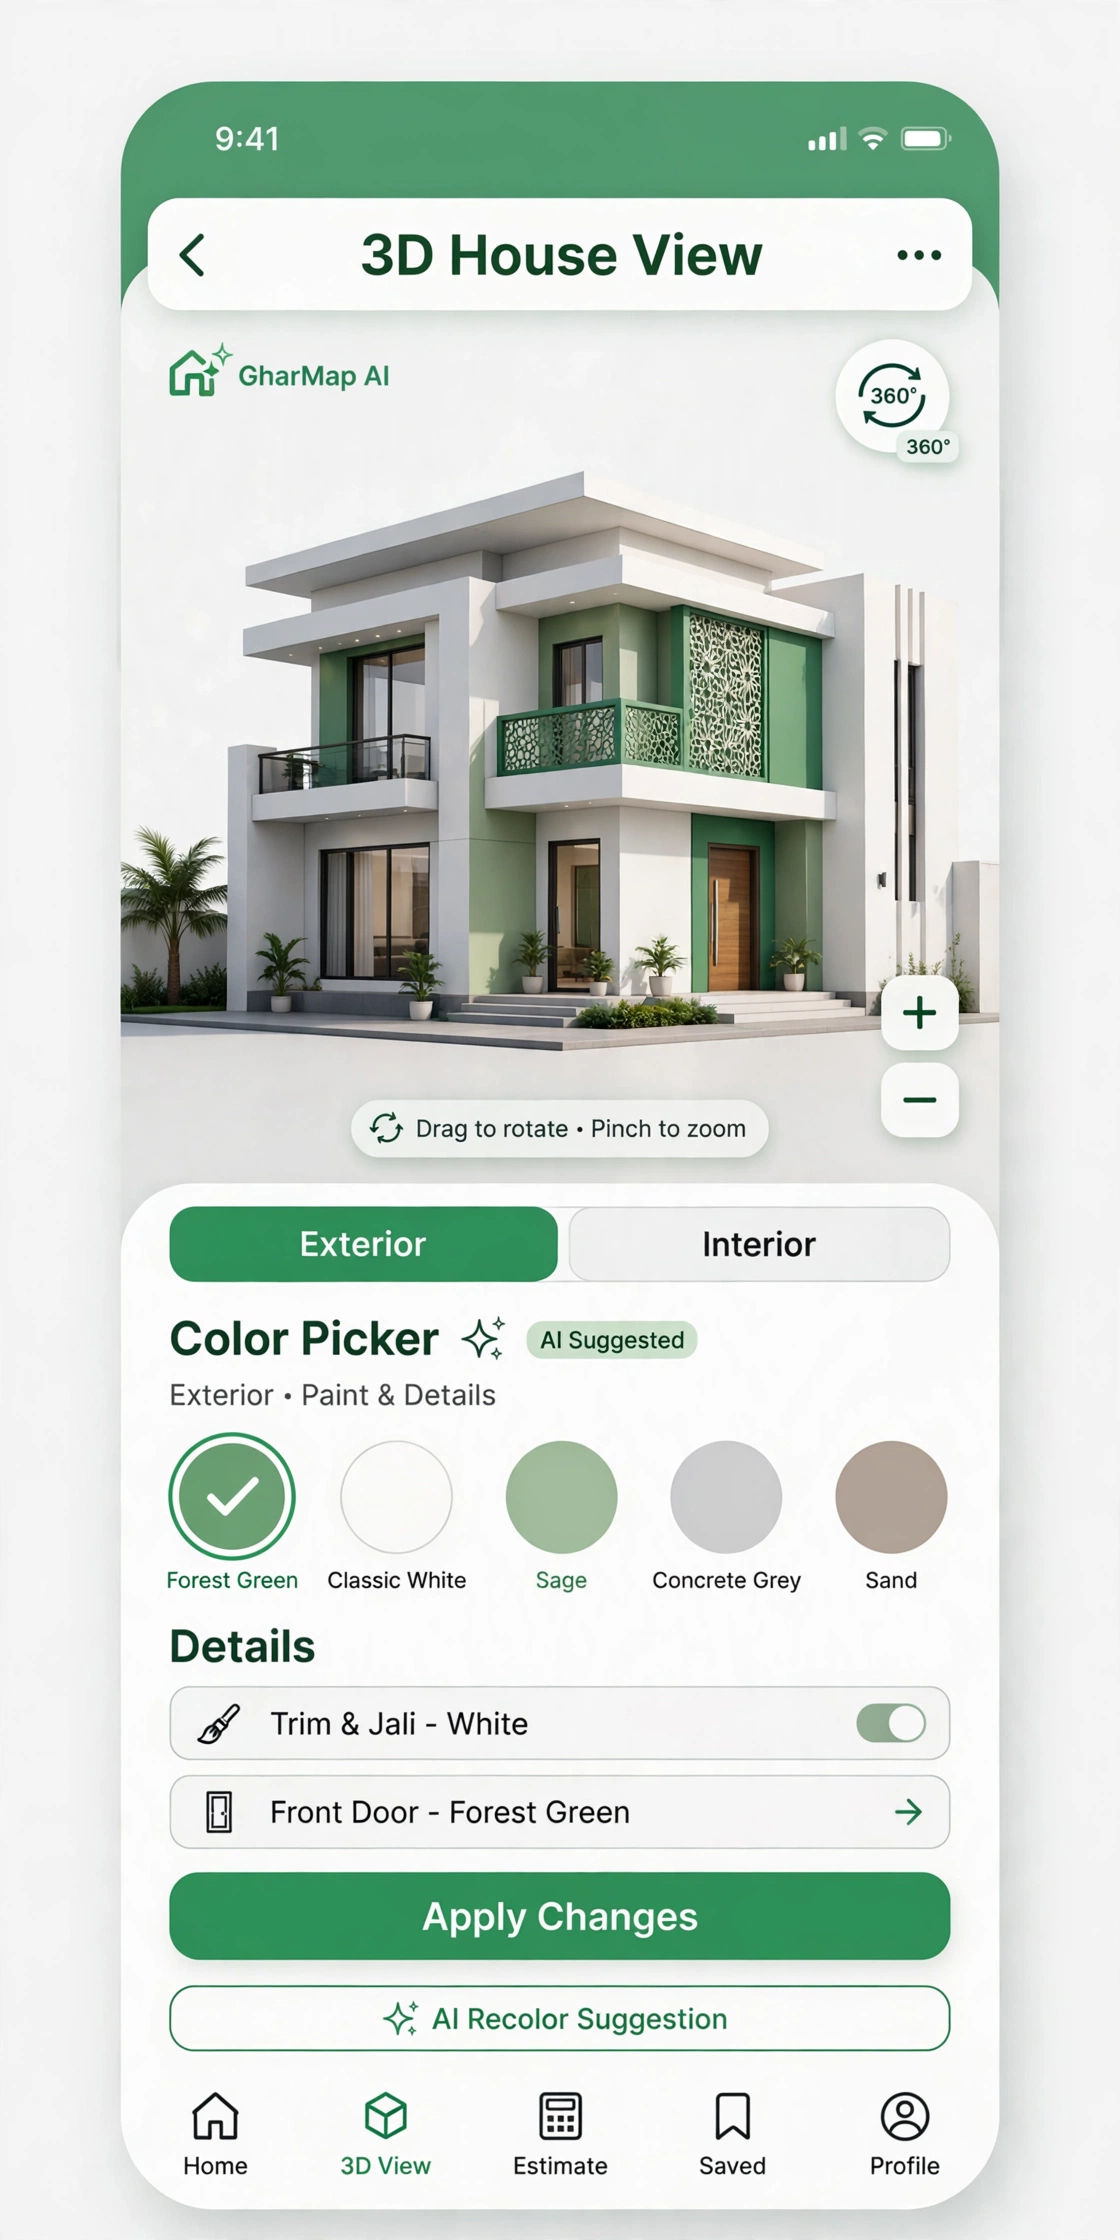 9:41
3D House View
GharMap AI
360°
360°
Drag to rotate • Pinch to zoom
Exterior
Interior
Color Picker
AI Suggested
Exterior • Paint & Details
Forest Green
Classic White
Sage
Concrete Grey
Sand
Details
Trim & Jali - White
Front Door - Forest Green
Apply Changes
AI Recolor Suggestion
Home
3D View
Estimate
Saved
Profile